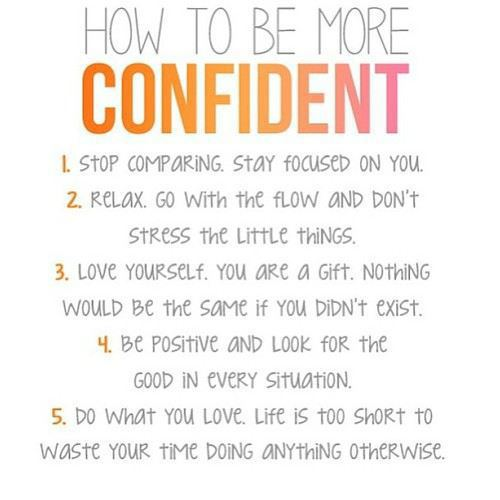 HOW TO BE MORE
CONFIDENT
1. STOP COMPARING. STAY FOCUSED ON YOU.
2. RELAX. GO WITH THE FLOW AND DON'T
STRESS THE LITTLE THINGS.
3. LOVE YOURSELF. YOU ARE A GIFT. NOTHING
WOULD BE THE SAME IF YOU DIDN'T EXIST.
4. BE POSITIVE AND LOOK FOR THE
GOOD IN EVERY SITUATION.
5. DO WHAT YOU LOVE. LIFE IS TOO SHORT TO
WASTE YOUR TIME DOING ANYTHING OTHERWISE.